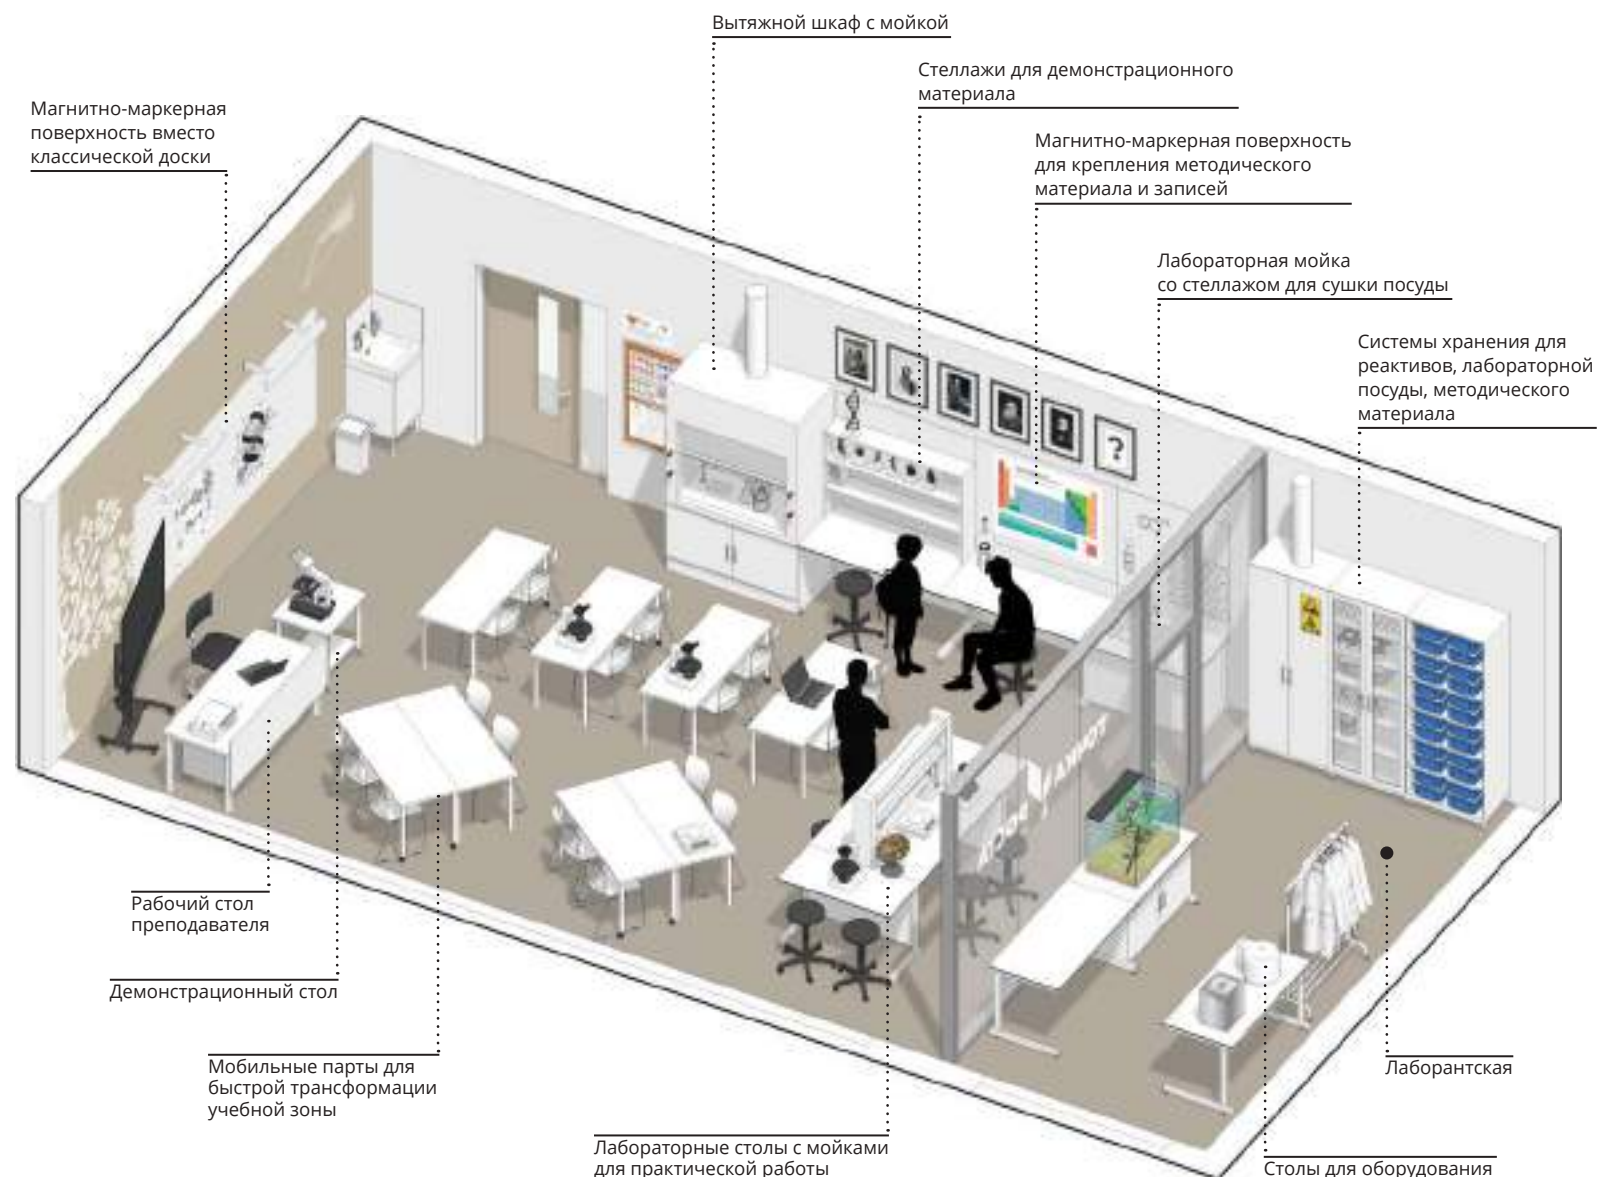 Вытяжной шкаф с мойкой
Стеллажи для демонстрационного
материала
Магнитно-маркерная
поверхность вместо
классической доски
Магнитно-маркерная поверхность
для крепления методического
материала и записей
Лабораторная мойка
со стеллажом для сушки посуды
Системы хранения для
реактивов, лабораторной
посуды, методического
материала
?
Рабочий стол
преподавателя
Демонстрационный стол
Мобильные парты для
быстрой трансформации
учебной зоны
Лабораторные столы с мойками
для практической работы
Лаборантская
Столы для оборудования